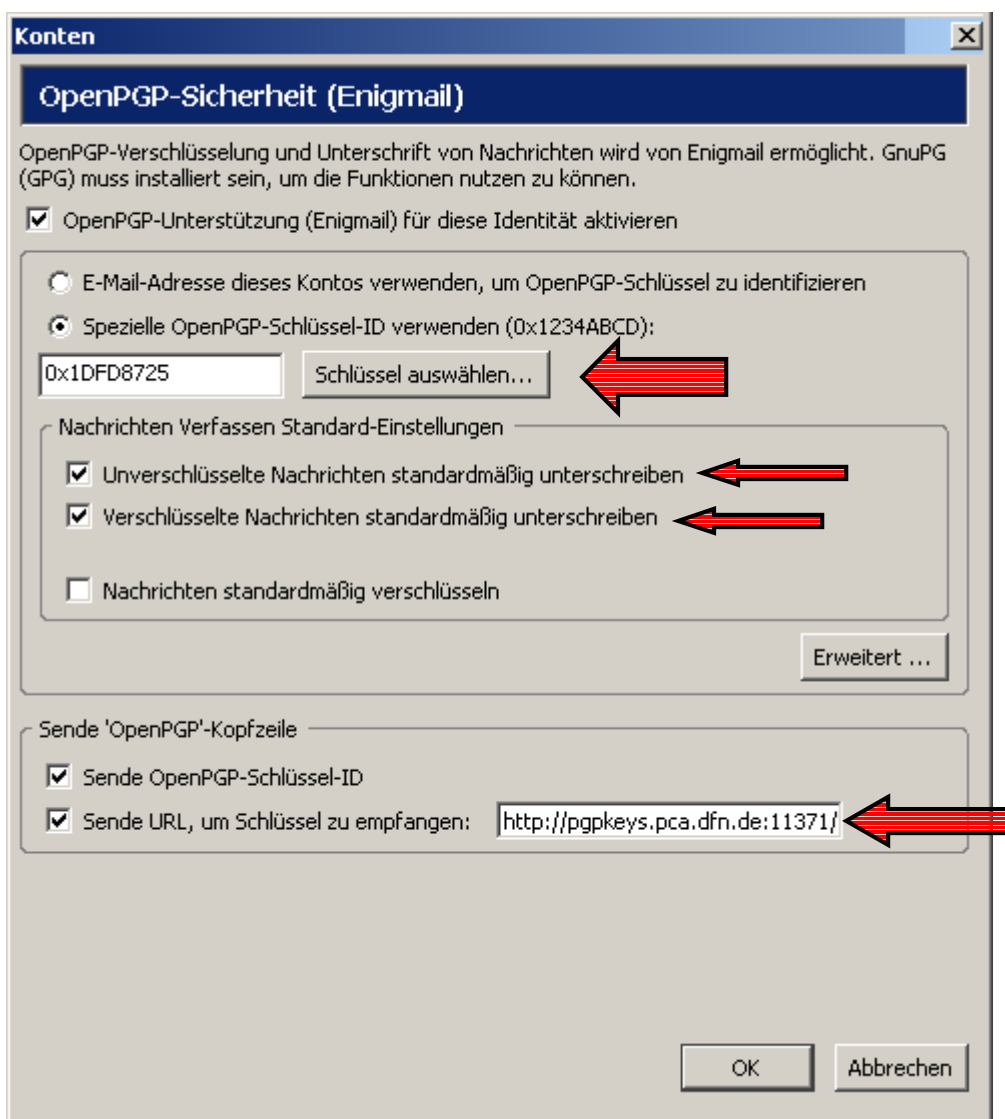 Konten
OpenPGP-Sicherheit (Enigmail)
OpenPGP-Verschlüsselung und Unterschrift von Nachrichten wird von Enigmail ermöglicht. GnuPG
(GPG) muss installiert sein, um die Funktionen nutzen zu können.
OpenPGP-Unterstützung (Enigmail) für diese Identität aktivieren
E-Mail-Adresse dieses Kontos verwenden, um OpenPGP-Schlüssel zu identifizieren
Spezielle OpenPGP-Schlüssel-ID verwenden (0x1234ABCD):
0x1DFD8725
Schlüssel auswählen...
Nachrichten Verfassen Standard-Einstellungen
Unverschlüsselte Nachrichten standardmäßig unterschreiben
Verschlüsselte Nachrichten standardmäßig unterschreiben
Nachrichten standardmäßig verschlüsseln
Erweitert ...
Sende 'OpenPGP'-Kopfzeile
Sende OpenPGP-Schlüssel-ID
Sende URL, um Schlüssel zu empfangen:
http://pgpkeys.pca.dfn.de:11371/
OK
Abbrechen